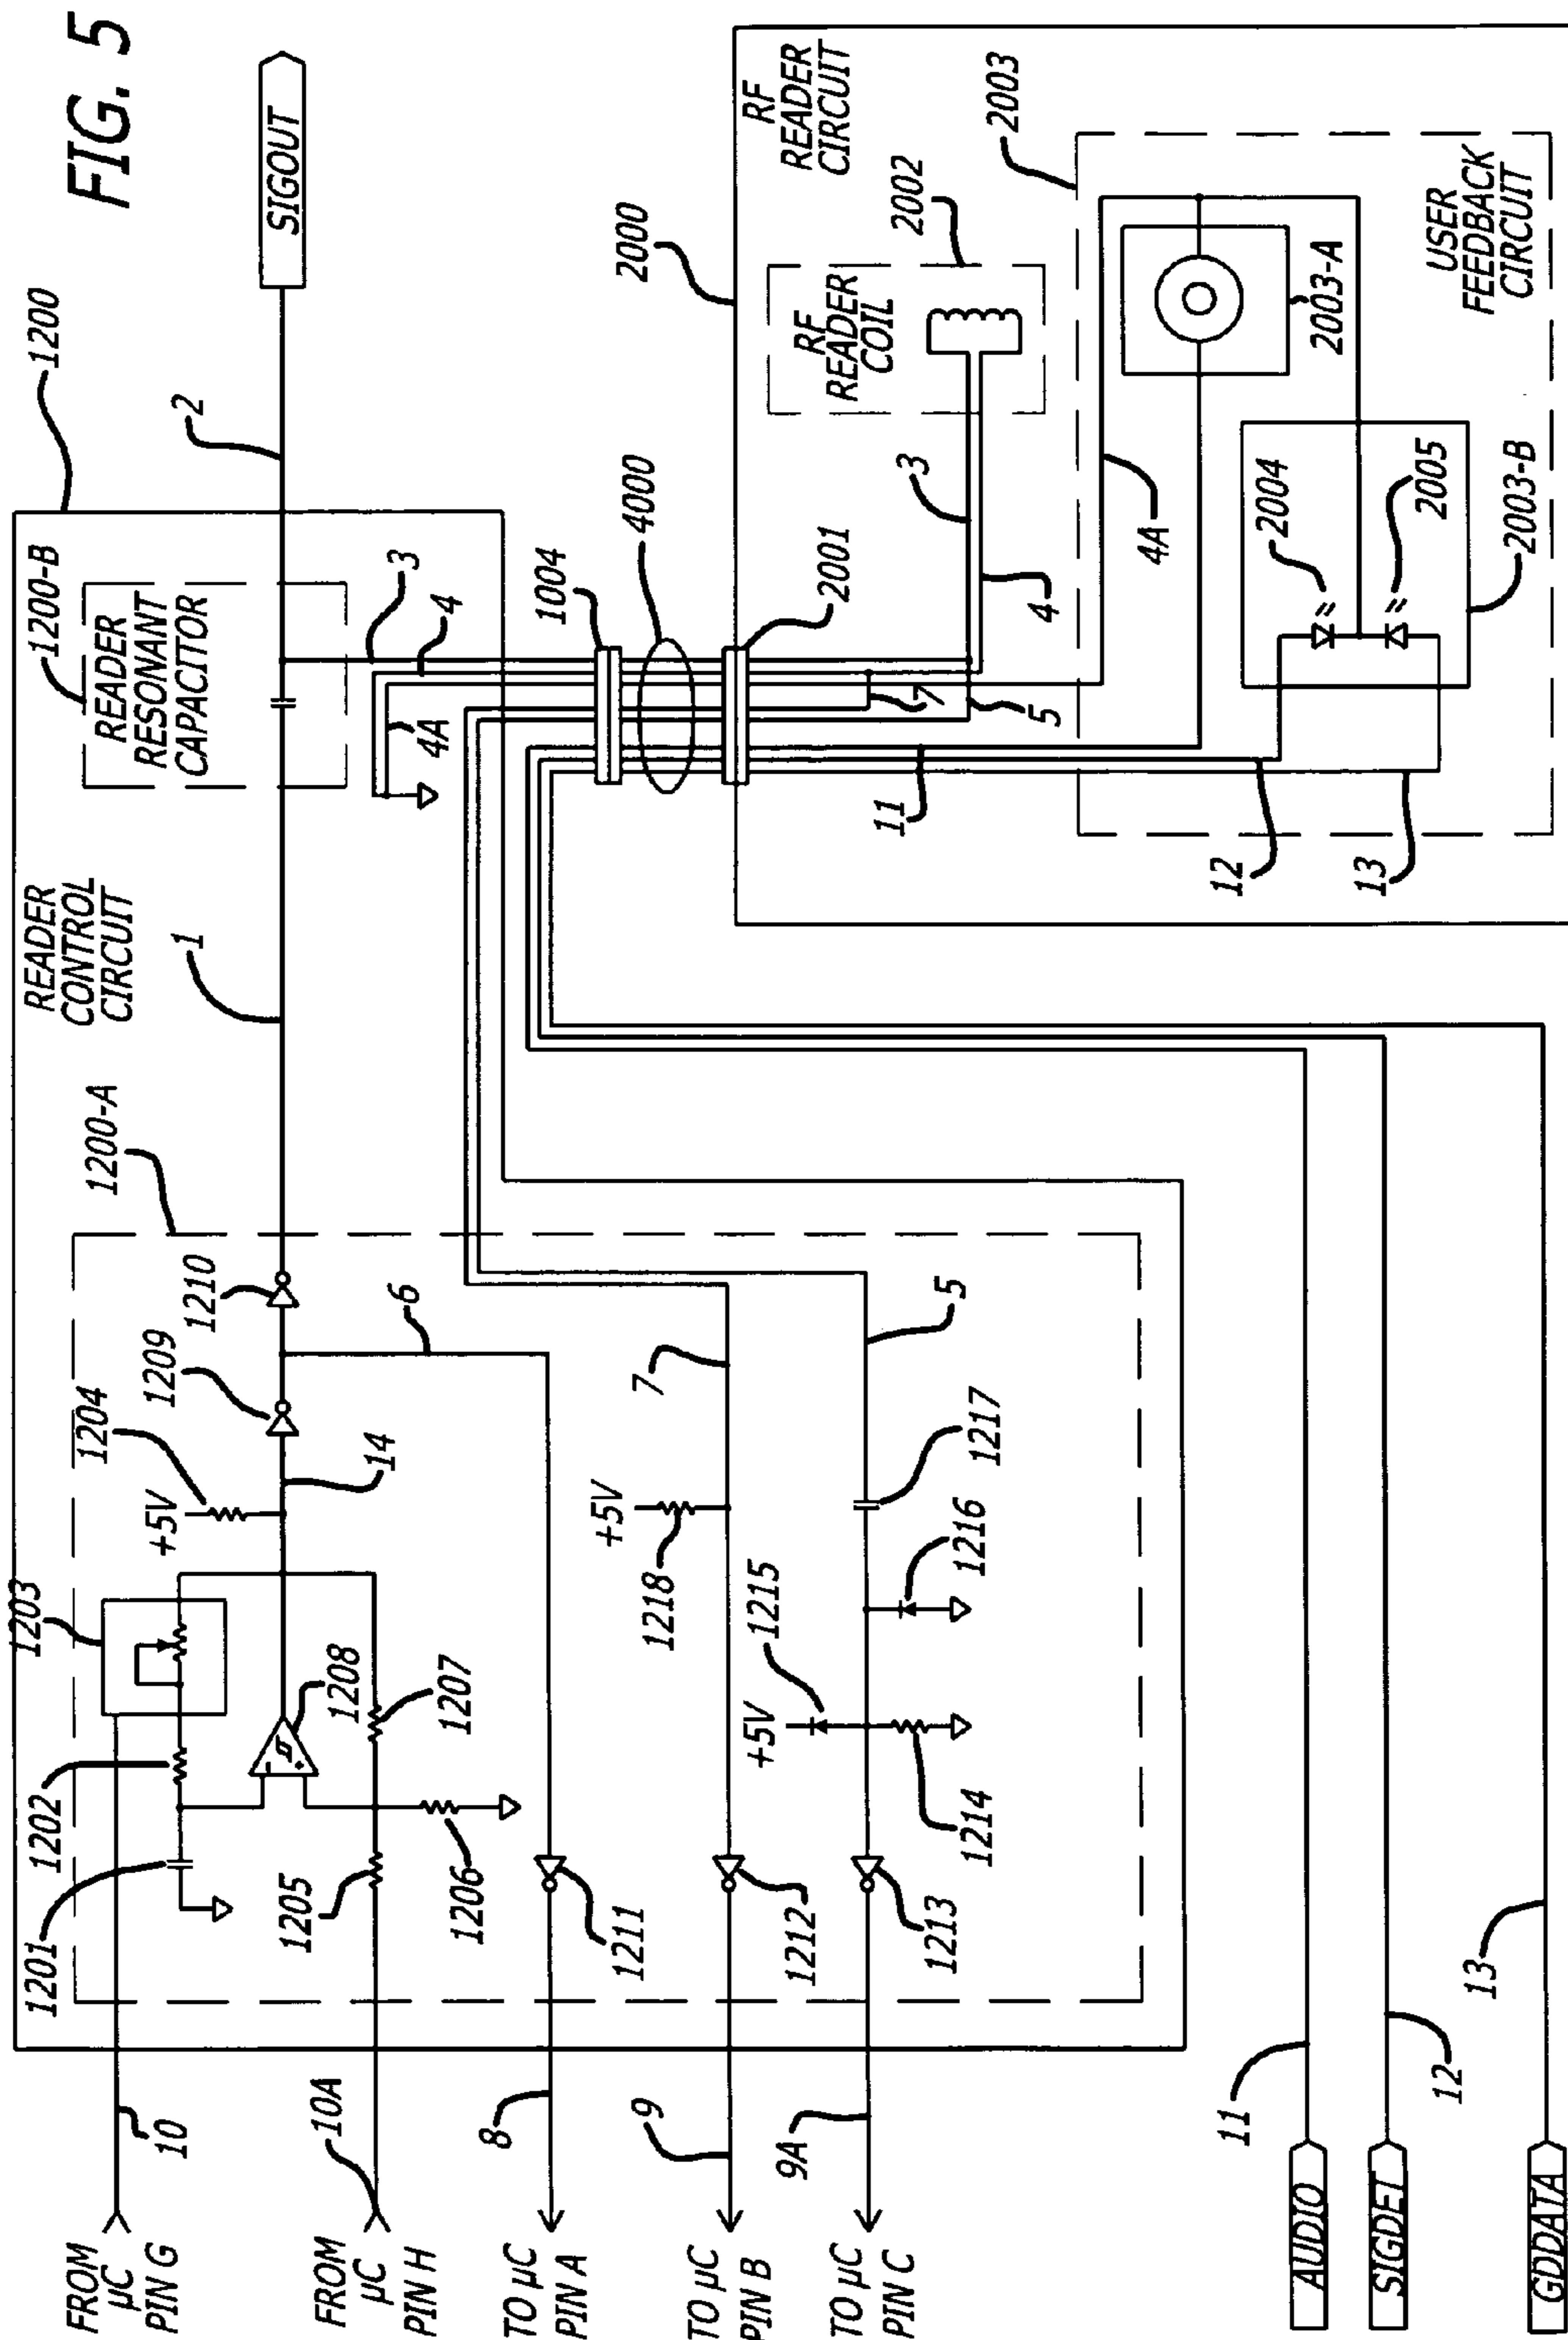 FIG. 5
SIGOUT
1200
2
1200-B
READER
RESONANT
CAPACITOR
READER
CONTROL
CIRCUIT
1
3
4
4A
1004
4000
2000
2001
RF
READER
CIRCUIT
RF
READER
COIL
2002
2003
3
4
4A
7
5
11
12
13
2004
2005
2003-A
2003-B
USER
FEEDBACK
CIRCUIT
1200-A
1210
1209
6
1204
+5V
14
1203
1208
1207
1202
1201
1205
1206
1211
7
+5V
1218
1212
5
1217
1216
1215
+5V
1214
1213
FROM
µC
PIN G
10
FROM
µC
PIN H
10A
TO µC
PIN A
8
TO µC
PIN B
9
TO µC
PIN C
9A
AUDIO
11
SIGDET
12
GDDATA
13